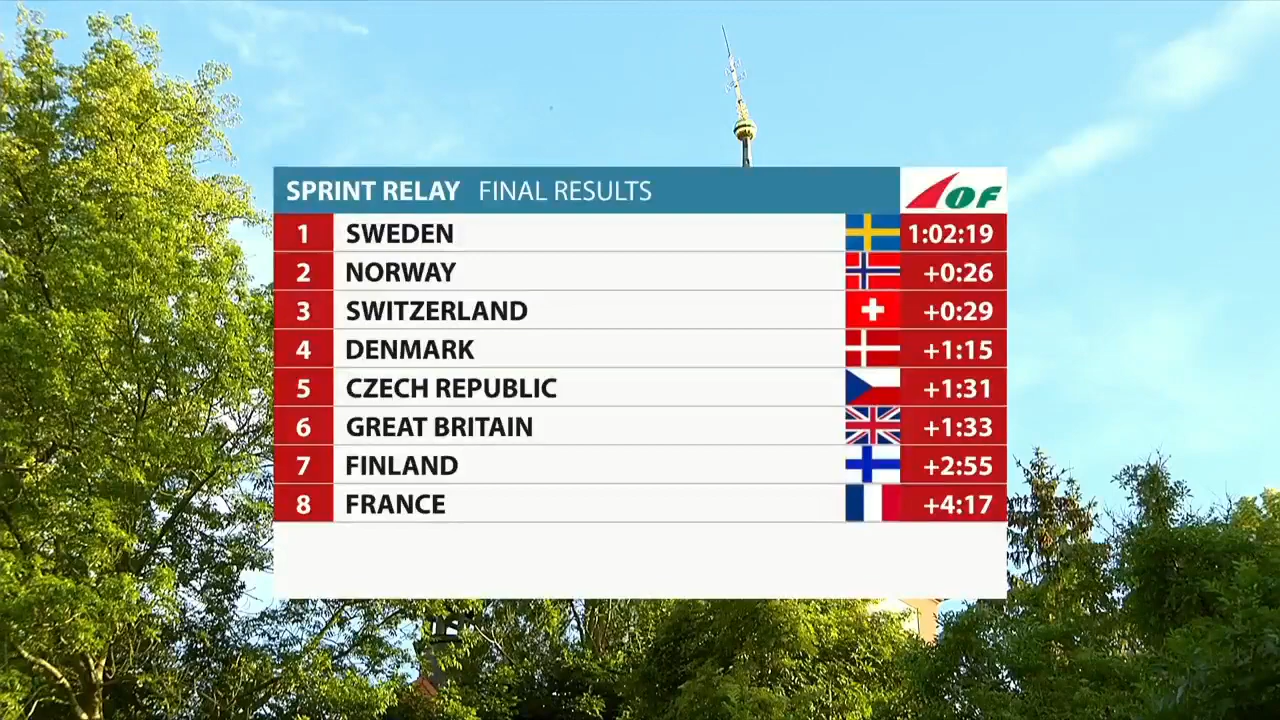 SPRINT RELAY FINAL RESULTS IOF
1 SWEDEN 1:02:19
2 NORWAY +0:26
3 SWITZERLAND +0:29
4 DENMARK +1:15
5 CZECH REPUBLIC +1:31
6 GREAT BRITAIN +1:33
7 FINLAND +2:55
8 FRANCE +4:17